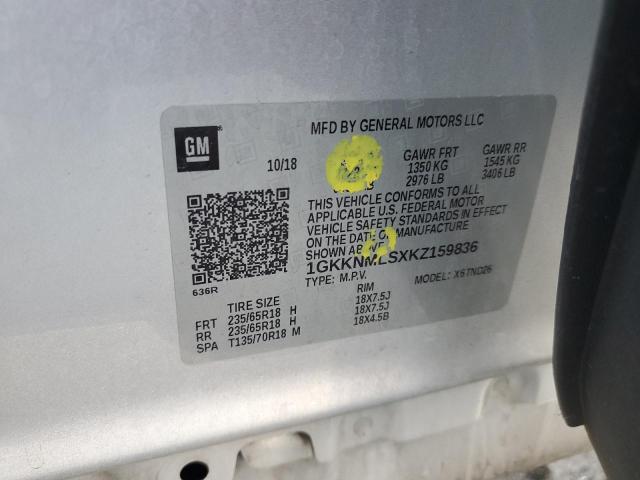 GM
MFD BY GENERAL MOTORS LLC
10/18
GAWR FRT
1350 KG
2976 LB
GAWR RR
1545 KG
3406 LB
THIS VEHICLE CONFORMS TO ALL
APPLICABLE U.S. FEDERAL MOTOR
VEHICLE SAFETY STANDARDS IN EFFECT
ON THE DATE OF MANUFACTURE
SHOWN ABOVE.
1GKKNMLSXKZ159836
TYPE: M.P.V. MODEL: X6TND26
636R
TIRE SIZE RIM
FRT 235/65R18 H 18X7.5J
RR 235/65R18 H 18X7.5J
SPA T135/70R18 M 18X4.5B